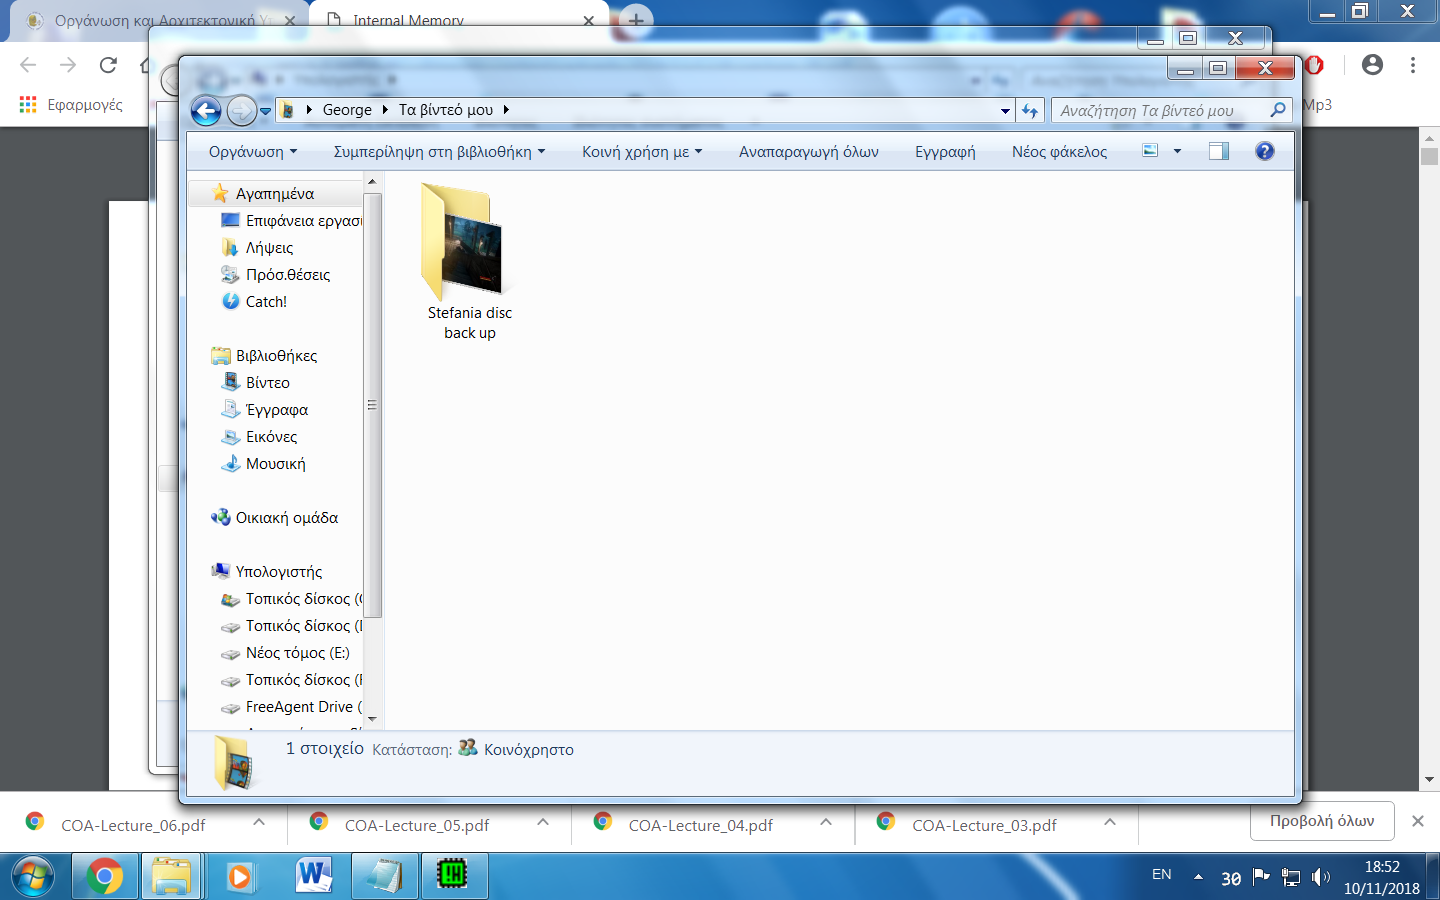 Οργάνωση και Αρχιτεκτονική Υ
Internal Memory
Εφαρμογές
Mp3
George
Τα βίντεό μου
Αναζήτηση Τα βίντεό μου
Οργάνωση
Συμπερίληψη στη βιβλιοθήκη
Κοινή χρήση με
Αναπαραγωγή όλων
Εγγραφή
Νέος φάκελος
Αγαπημένα
Επιφάνεια εργασί
Λήψεις
Πρόσ.θέσεις
Catch!
Βιβλιοθήκες
Βίντεο
Έγγραφα
Εικόνες
Μουσική
Οικιακή ομάδα
Υπολογιστής
Τοπικός δίσκος (
Τοπικός δίσκος (
Νέος τόμος (E:)
Τοπικός δίσκος (
FreeAgent Drive (
Stefania disc
back up
1 στοιχείο Κατάσταση: Κοινόχρηστο
COA-Lecture_06.pdf
COA-Lecture_05.pdf
COA-Lecture_04.pdf
COA-Lecture_03.pdf
Προβολή όλων
EN
30
18:52
10/11/2018